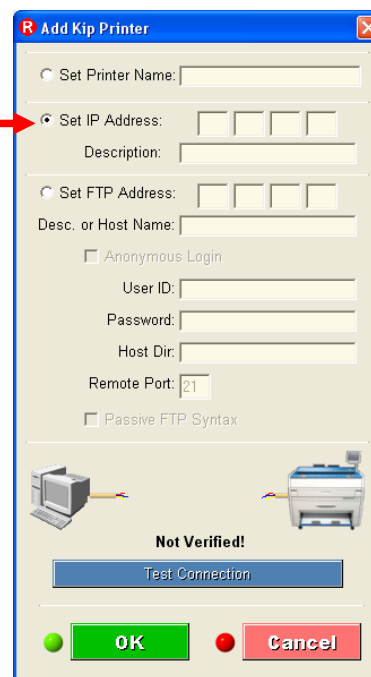 R Add Kip Printer
Set Printer Name:
Set IP Address:
Description:
Set FTP Address:
Desc. or Host Name:
Anonymous Login
User ID:
Password:
Host Dir:
Remote Port: 21
Passive FTP Syntax
Not Verified!
Test Connection
OK
Cancel